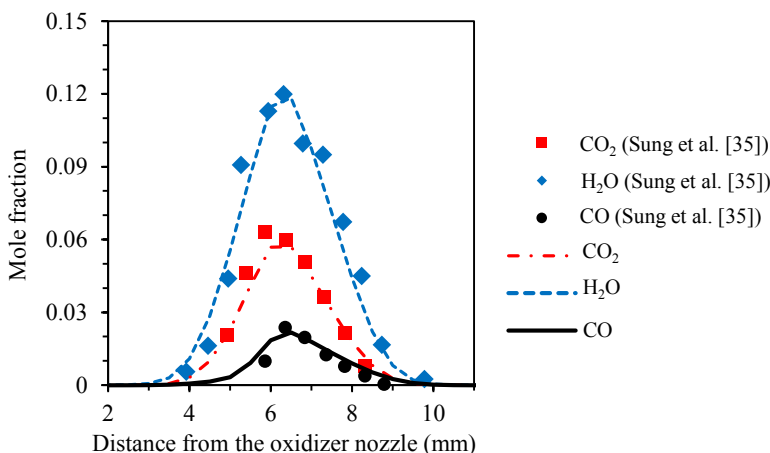 0.15
0.12
0.09
0.06
0.03
0
Mole fraction
2 4 6 8 10
Distance from the oxidizer nozzle (mm)
CO₂ (Sung et al. [35])
H₂O (Sung et al. [35])
CO (Sung et al. [35])
CO₂
H₂O
CO